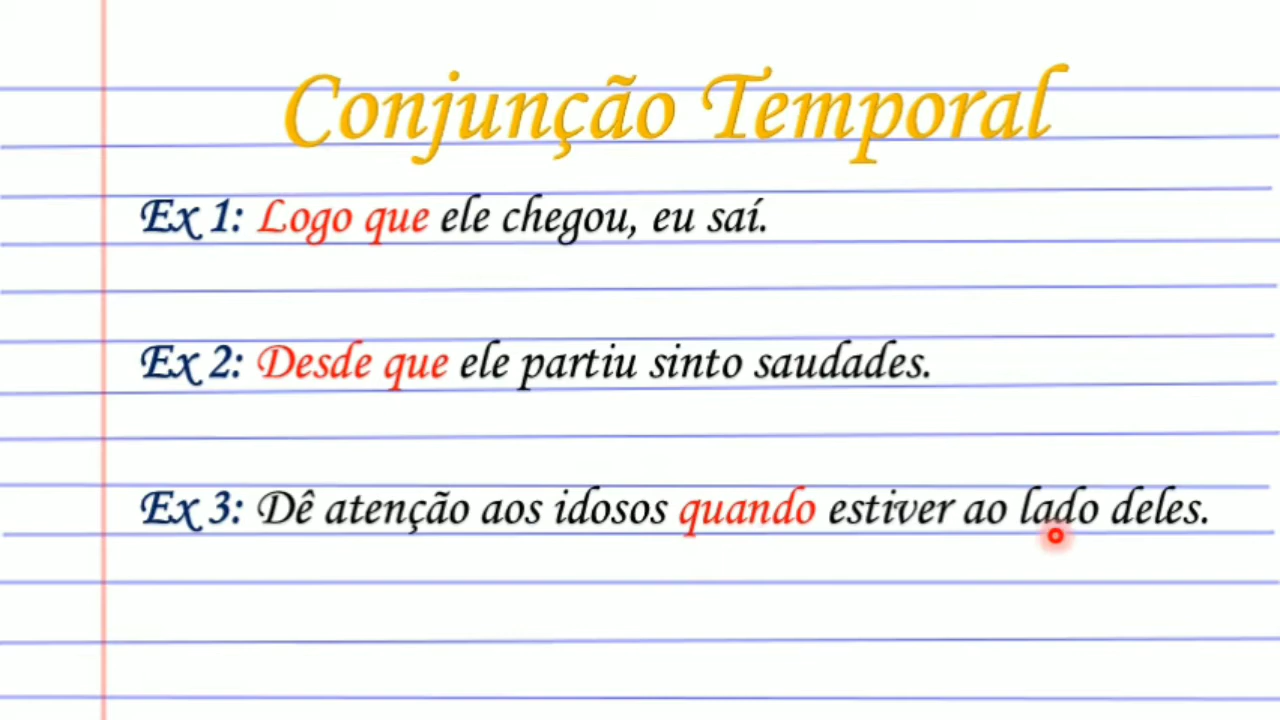 Conjunção Temporal
Ex 1: Logo que ele chegou, eu saí.
Ex 2: Desde que ele partiu sinto saudades.
Ex 3: Dê atenção aos idosos quando estiver ao lado deles.